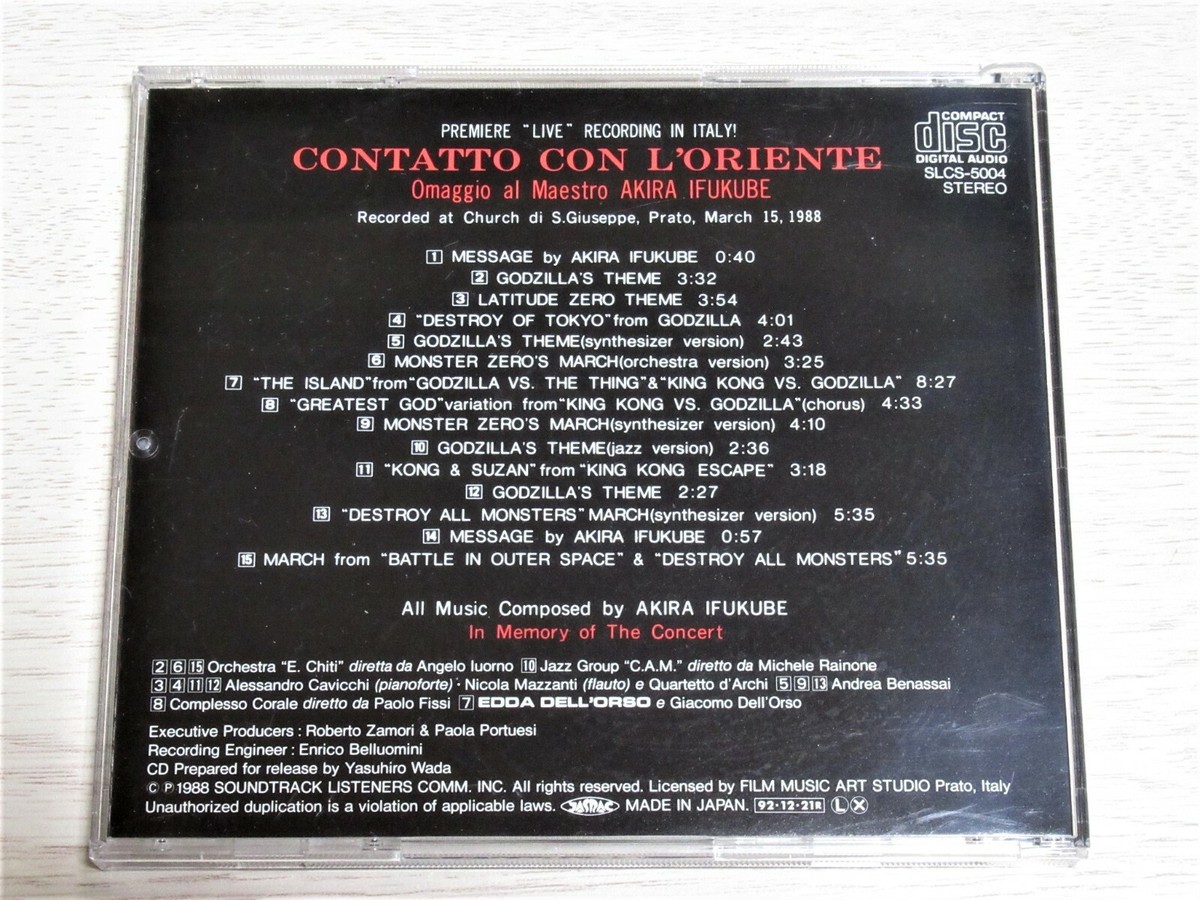 PREMIERE "LIVE" RECORDING IN ITALY!
CONTATTO CON L'ORIENTE
Omaggio al Maestro AKIRA IFUKUBE
Recorded at Church di S.Giuseppe, Prato, March 15, 1988
COMPACT
disc
DIGITAL AUDIO
SLCS-5004
STEREO
1 MESSAGE by AKIRA IFUKUBE 0:40
2 GODZILLA'S THEME 3:32
3 LATITUDE ZERO THEME 3:54
4 "DESTROY OF TOKYO" from GODZILLA 4:01
5 GODZILLA'S THEME(synthesizer version) 2:43
6 MONSTER ZERO'S MARCH(orchestra version) 3:25
7 "THE ISLAND" from "GODZILLA VS. THE THING" & "KING KONG VS. GODZILLA" 8:27
8 "GREATEST GOD" variation from "KING KONG VS. GODZILLA"(chorus) 4:33
9 MONSTER ZERO'S MARCH(synthesizer version) 4:10
10 GODZILLA'S THEME(jazz version) 2:36
11 "KONG & SUZAN" from "KING KONG ESCAPE" 3:18
12 GODZILLA'S THEME 2:27
13 "DESTROY ALL MONSTERS" MARCH(synthesizer version) 5:35
14 MESSAGE by AKIRA IFUKUBE 0:57
15 MARCH from "BATTLE IN OUTER SPACE" & "DESTROY ALL MONSTERS" 5:35
All Music Composed by AKIRA IFUKUBE
In Memory of The Concert
2 6 15 Orchestra "E. Chiti" diretta da Angelo Iuorno 10 Jazz Group "C.A.M." diretto da Michele Rainone
3 4 11 12 Alessandro Cavicchi (pianoforte)・Nicola Mazzanti (flauto) e Quartetto d'Archi 5 9 13 Andrea Benassai
8 Complesso Corale diretto da Paolo Fissi 7 EDDA DELL'ORSO e Giacomo Dell'Orso
Executive Producers : Roberto Zamori & Paola Portuesi
Recording Engineer : Enrico Belluomini
CD Prepared for release by Yasuhiro Wada
© ℗ 1988 SOUNDTRACK LISTENERS COMM. INC. All rights reserved. Licensed by FILM MUSIC ART STUDIO Prato, Italy
Unauthorized duplication is a violation of applicable laws. JASRAC MADE IN JAPAN. 92・12・21R Ⓛ Ⓧ